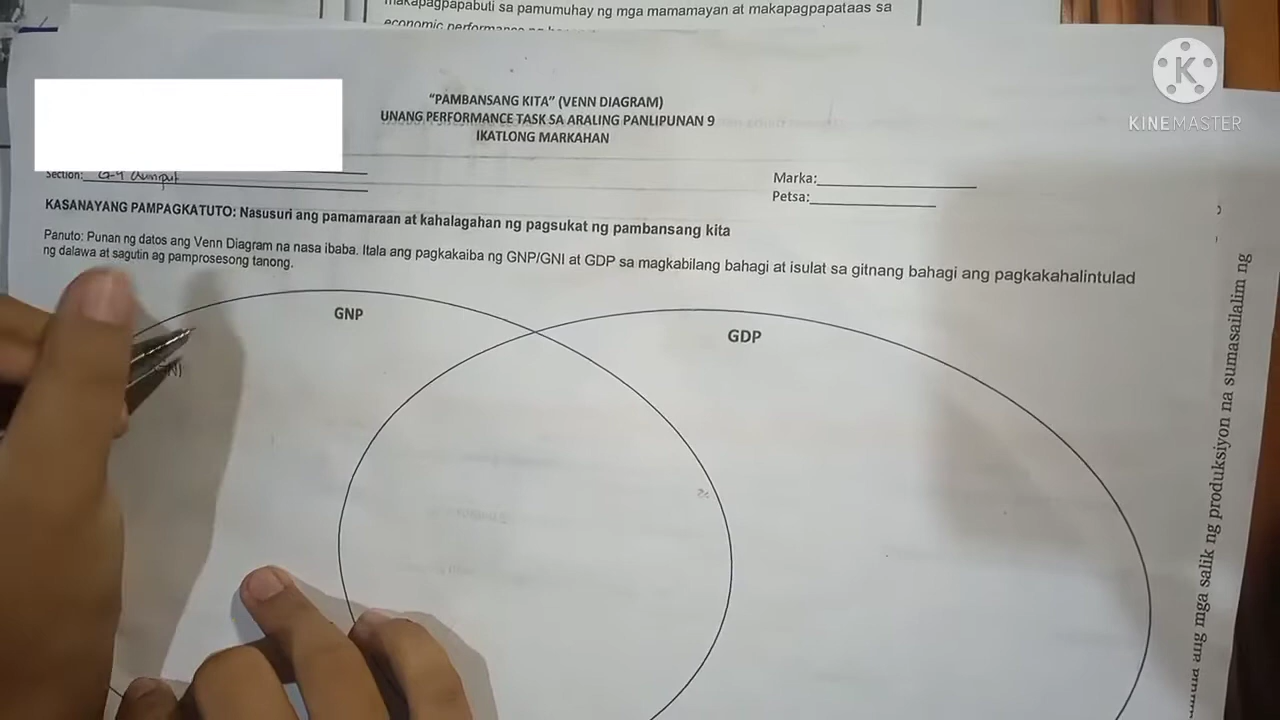 makapagpapabuti sa pamumuhay ng mga mamamayan at makapagpapataas sa
economic performance ng
K
KINEMASTER
“PAMBANSANG KITA” (VENN DIAGRAM)
UNANG PERFORMANCE TASK SA ARALING PANLIPUNAN 9
IKATLONG MARKAHAN
Section:
Marka:
Petsa:
KASANAYANG PAMPAGKATUTO: Nasusuri ang pamamaraan at kahalagahan ng pagsukat ng pambansang kita
Panuto: Punan ng datos ang Venn Diagram na nasa ibaba. Itala ang pagkakaiba ng GNP/GNI at GDP sa magkabilang bahagi at isulat sa gitnang bahagi ang pagkakahalintulad
ng dalawa at sagutin ag pamprosesong tanong.
GNP
GDP
GNI
ang mga salik ng produksiyon na sumasailalim ng